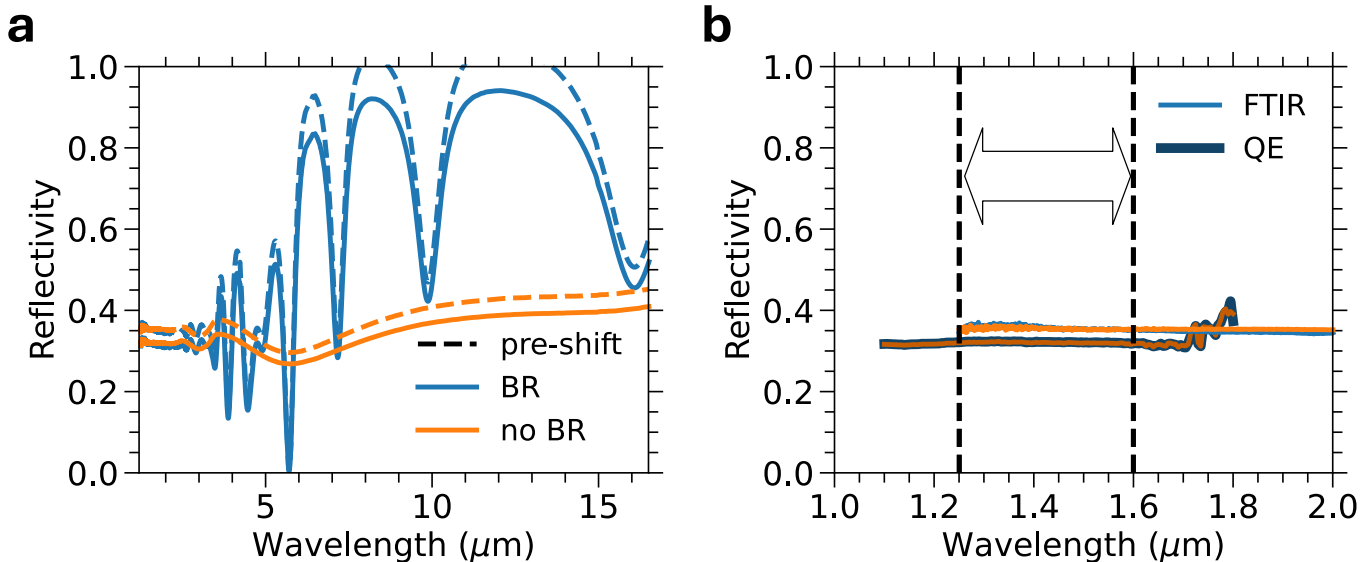 a
b
1.0
0.8
0.6
0.4
0.2
0.0
Reflectivity
pre-shift
BR
no BR
5
10
15
Wavelength (μm)
1.0
0.8
0.6
0.4
0.2
0.0
Reflectivity
FTIR
QE
1.0
1.2
1.4
1.6
1.8
2.0
Wavelength (μm)